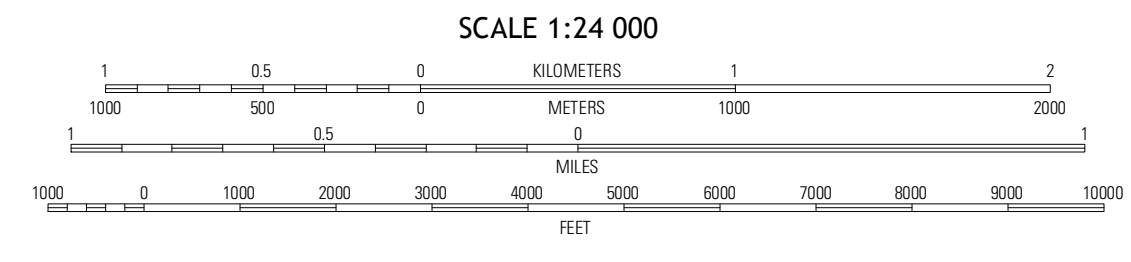 SCALE 1:24 000
1 0.5 0 KILOMETERS 1 2
1000 500 0 METERS 1000 2000
1 0.5 0 1
MILES
1000 0 1000 2000 3000 4000 5000 6000 7000 8000 9000 10000
FEET